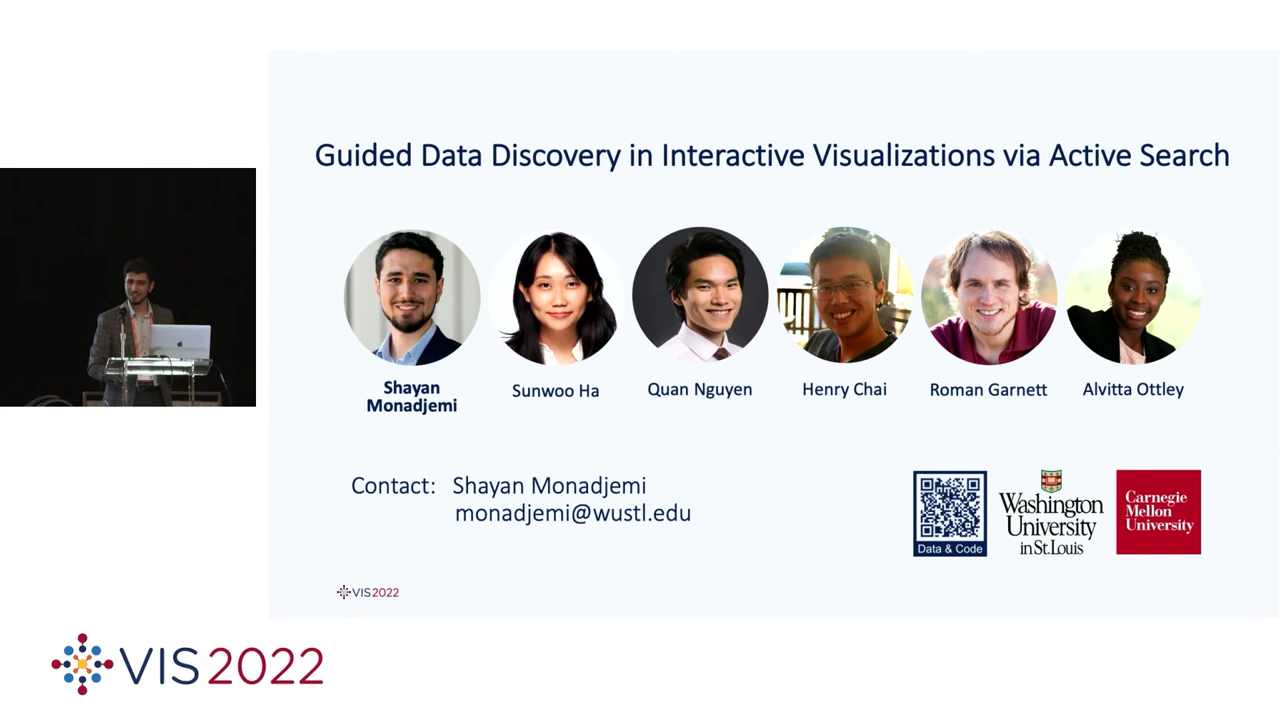 Guided Data Discovery in Interactive Visualizations via Active Search
Shayan
Monadjemi
Sunwoo Ha
Quan Nguyen
Henry Chai
Roman Garnett
Alvitta Ottley
Contact: Shayan Monadjemi
monadjemi@wustl.edu
Data & Code
Washington
University
in St. Louis
Carnegie
Mellon
University
VIS2022
VIS2022